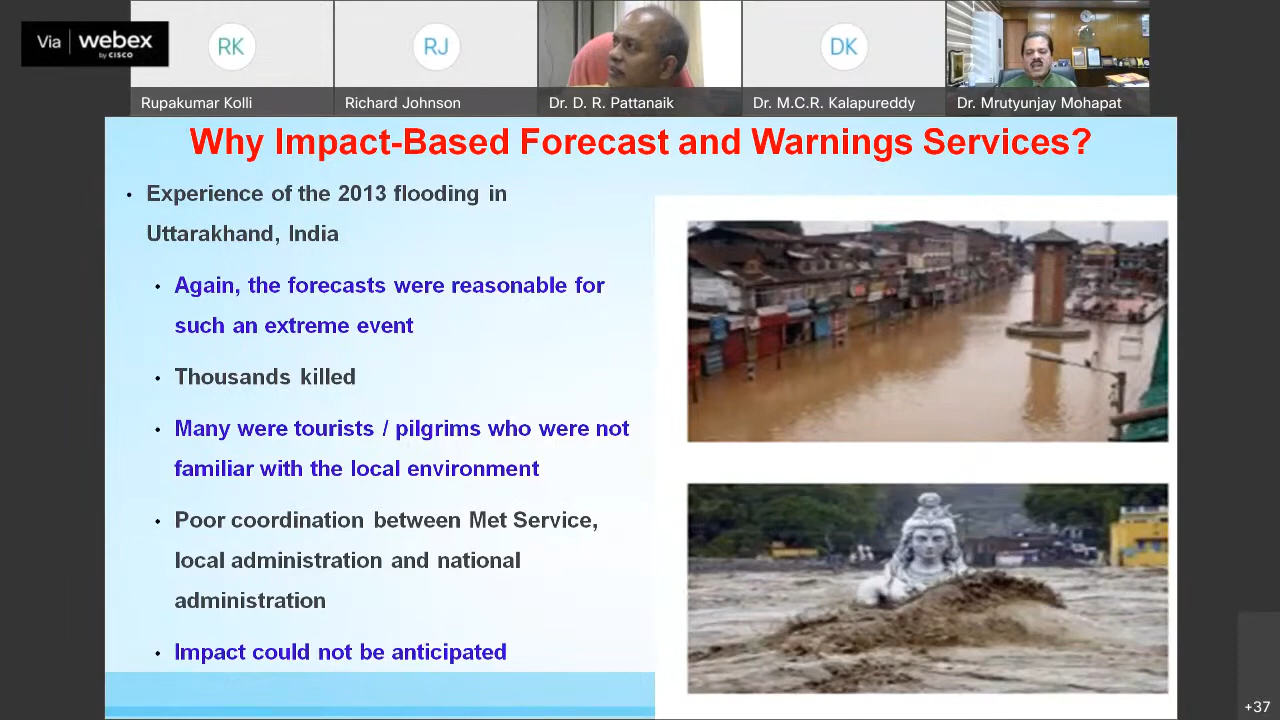 Via webex
by CISCO
RK
RJ
DK
Rupakumar Kolli
Richard Johnson
Dr. D. R. Pattanaik
Dr. M.C.R. Kalapureddy
Dr. Mrutyunjay Mohapat
Why Impact-Based Forecast and Warnings Services?
• Experience of the 2013 flooding in
Uttarakhand, India
• Again, the forecasts were reasonable for
such an extreme event
• Thousands killed
• Many were tourists / pilgrims who were not
familiar with the local environment
• Poor coordination between Met Service,
local administration and national
administration
• Impact could not be anticipated
+37